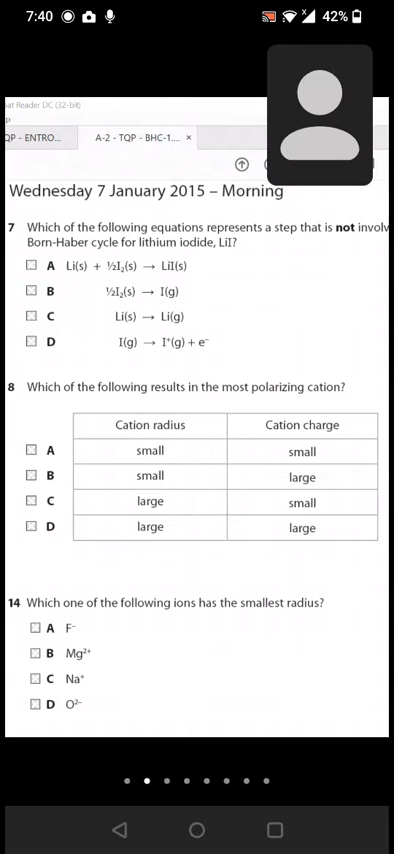 7:40 42%
bat Reader DC (32-bit)
p
QP - ENTRO... A-2 - TQP - BHC-1.... ×
Wednesday 7 January 2015 – Morning
7 Which of the following equations represents a step that is not involv
Born-Haber cycle for lithium iodide, LiI?
A Li(s) + ½I₂(s) → LiI(s)
B ½I₂(s) → I(g)
C Li(s) → Li(g)
D I(g) → I⁺(g) + e⁻
8 Which of the following results in the most polarizing cation?
Cation radius Cation charge
A small small
B small large
C large small
D large large
14 Which one of the following ions has the smallest radius?
A F⁻
B Mg²⁺
C Na⁺
D O²⁻